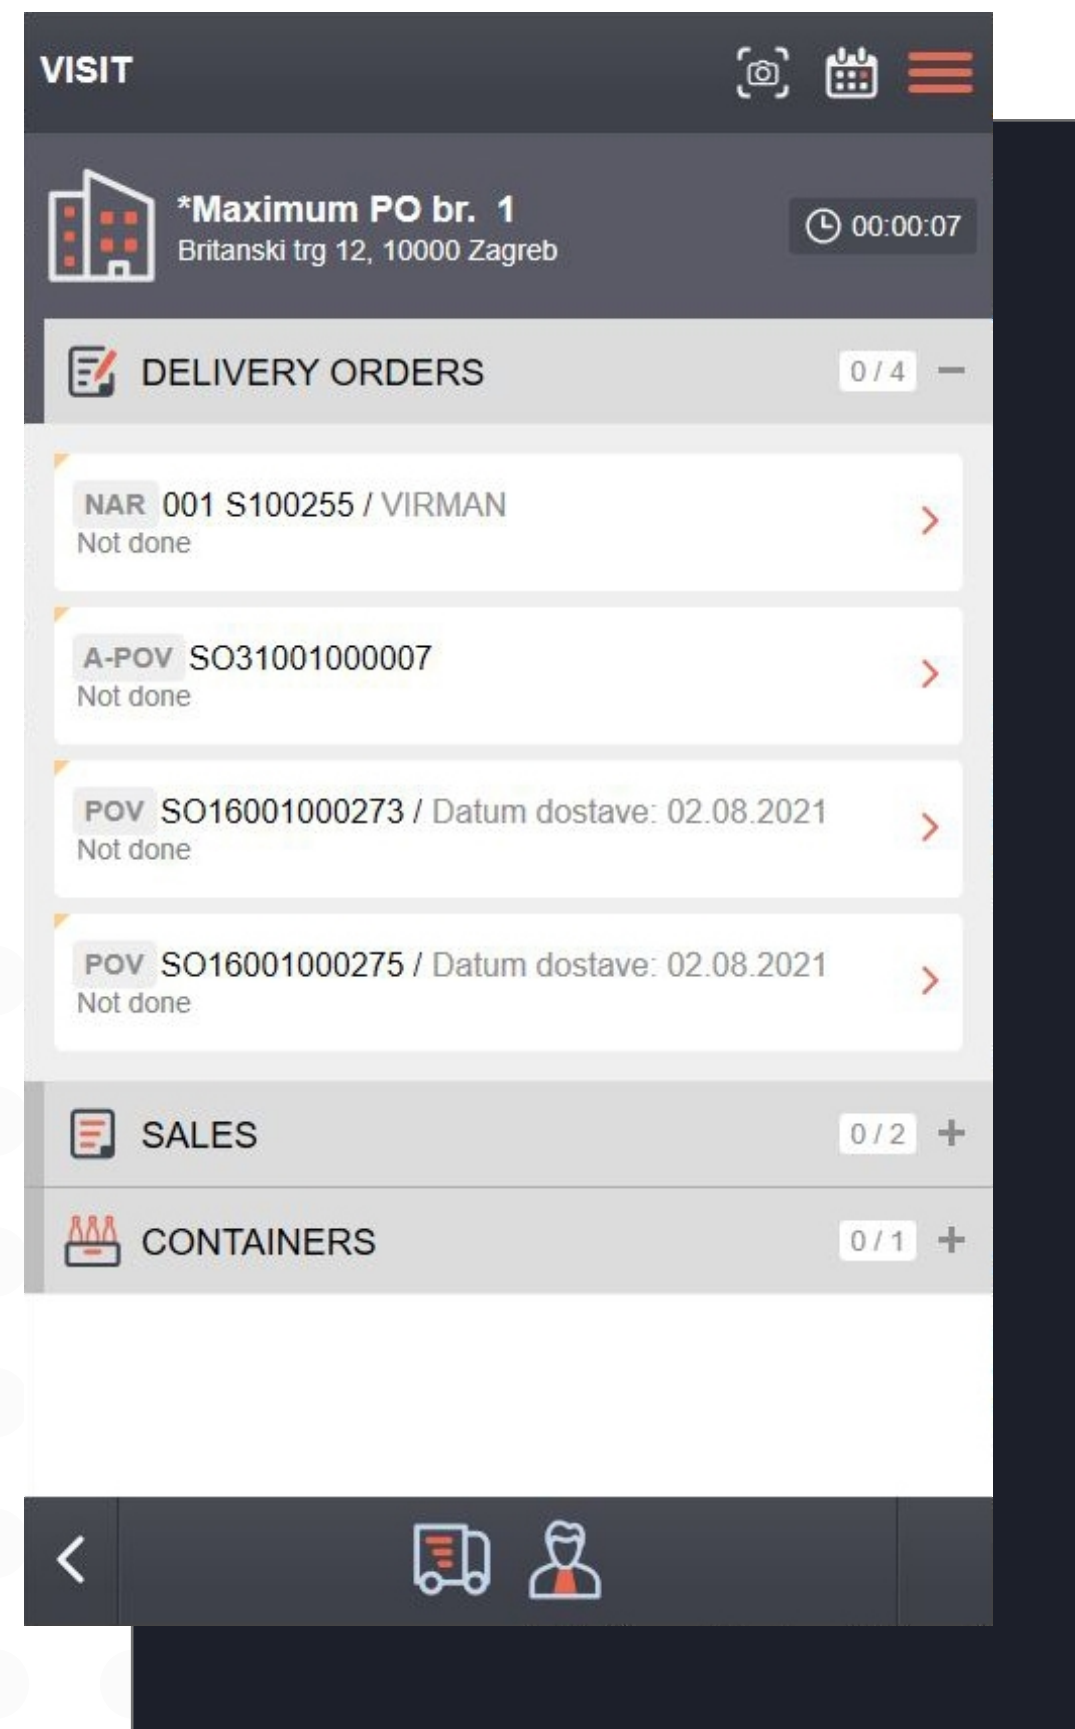 VISIT
*Maximum PO br. 1
Britanski trg 12, 10000 Zagreb
00:00:07
DELIVERY ORDERS 0 / 4
NAR 001 S100255 / VIRMAN
Not done
A-POV SO31001000007
Not done
POV SO16001000273 / Datum dostave: 02.08.2021
Not done
POV SO16001000275 / Datum dostave: 02.08.2021
Not done
SALES 0 / 2
CONTAINERS 0 / 1